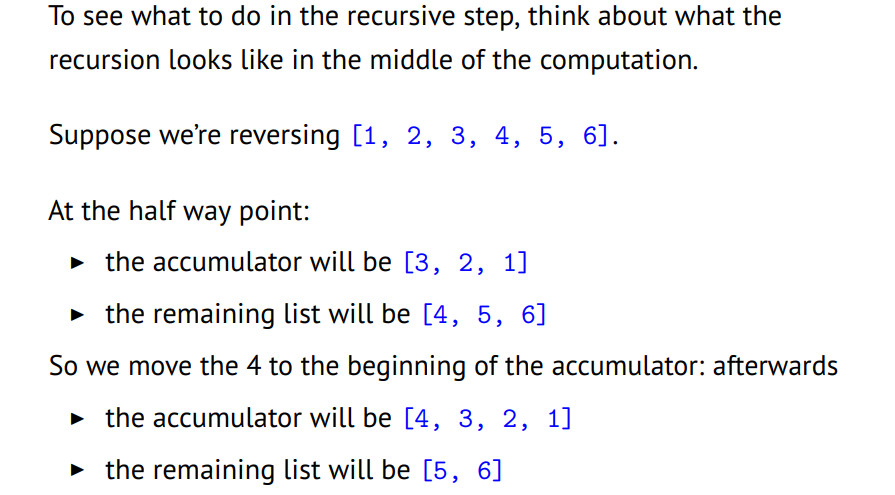 To see what to do in the recursive step, think about what the
recursion looks like in the middle of the computation.
Suppose we’re reversing [1, 2, 3, 4, 5, 6].
At the half way point:
▶ the accumulator will be [3, 2, 1]
▶ the remaining list will be [4, 5, 6]
So we move the 4 to the beginning of the accumulator: afterwards
▶ the accumulator will be [4, 3, 2, 1]
▶ the remaining list will be [5, 6]